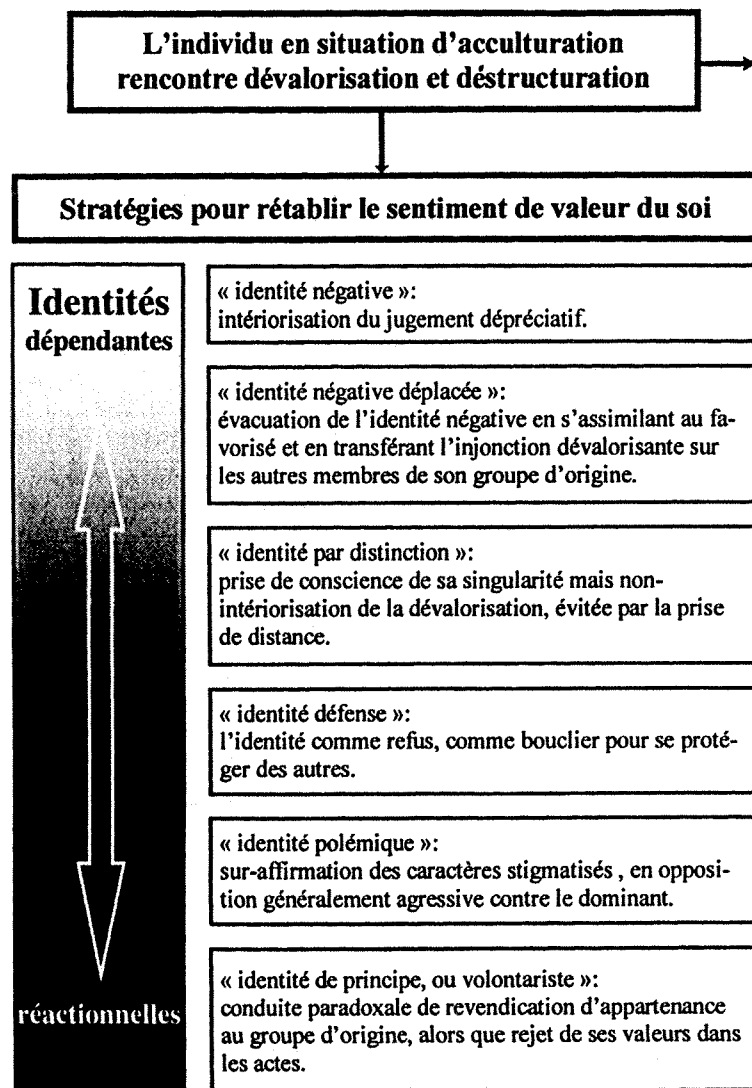 L'individu en situation d'acculturation
rencontre dévalorisation et déstructuration
Stratégies pour rétablir le sentiment de valeur du soi
Identités
dépendantes
« identité négative »:
intériorisation du jugement dépréciatif.
« identité négative déplacée »:
évacuation de l'identité négative en s'assimilant au fa-
vorisé et en transférant l'injonction dévalorisante sur
les autres membres de son groupe d'origine.
« identité par distinction »:
prise de conscience de sa singularité mais non-
intériorisation de la dévalorisation, évitée par la prise
de distance.
« identité défense »:
l'identité comme refus, comme bouclier pour se proté-
ger des autres.
« identité polémique »:
sur-affirmation des caractères stigmatisés , en opposi-
tion généralement agressive contre le dominant.
« identité de principe, ou volontariste »:
conduite paradoxale de revendication d'appartenance
au groupe d'origine, alors que rejet de ses valeurs dans
les actes.
réactionnelles